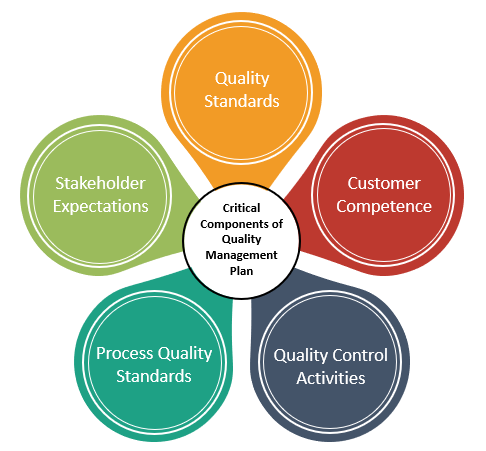 Quality
Standards
Stakeholder
Expectations
Customer
Competence
Critical
Components of
Quality
Management
Plan
Process Quality
Standards
Quality Control
Activities